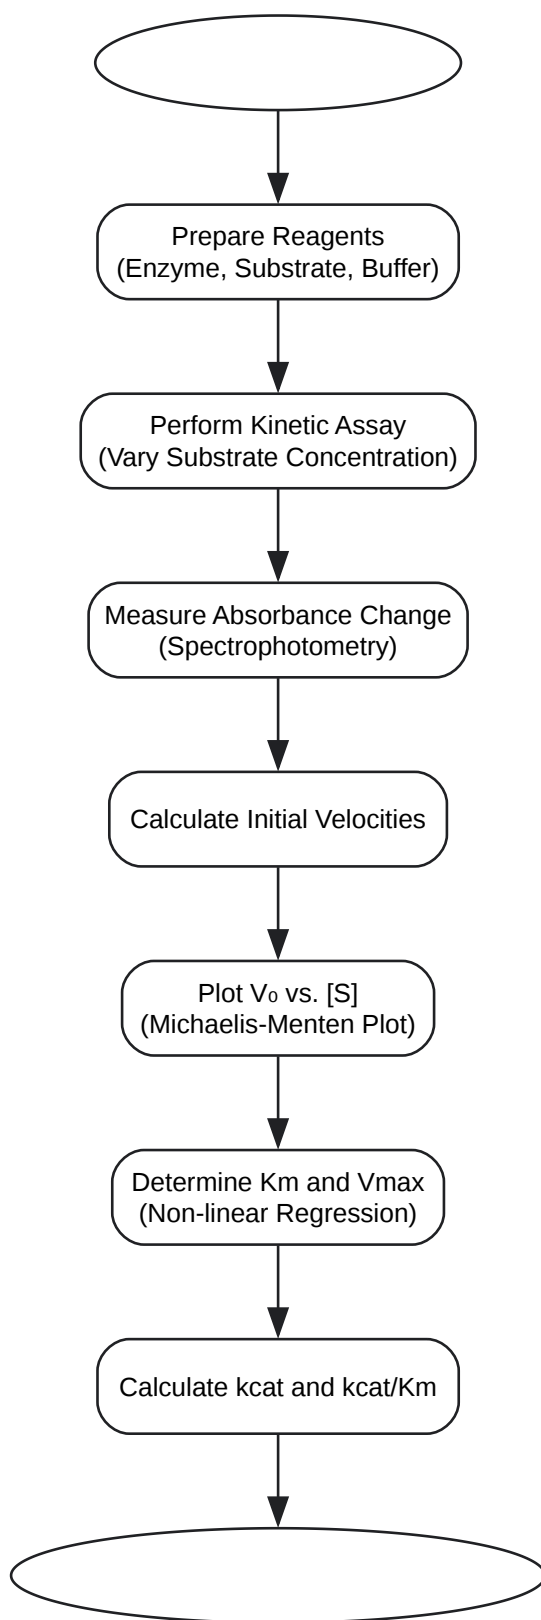 Prepare Reagents
(Enzyme, Substrate, Buffer)
Perform Kinetic Assay
(Vary Substrate Concentration)
Measure Absorbance Change
(Spectrophotometry)
Calculate Initial Velocities
Plot V₀ vs. [S]
(Michaelis-Menten Plot)
Determine Km and Vmax
(Non-linear Regression)
Calculate kcat and kcat/Km